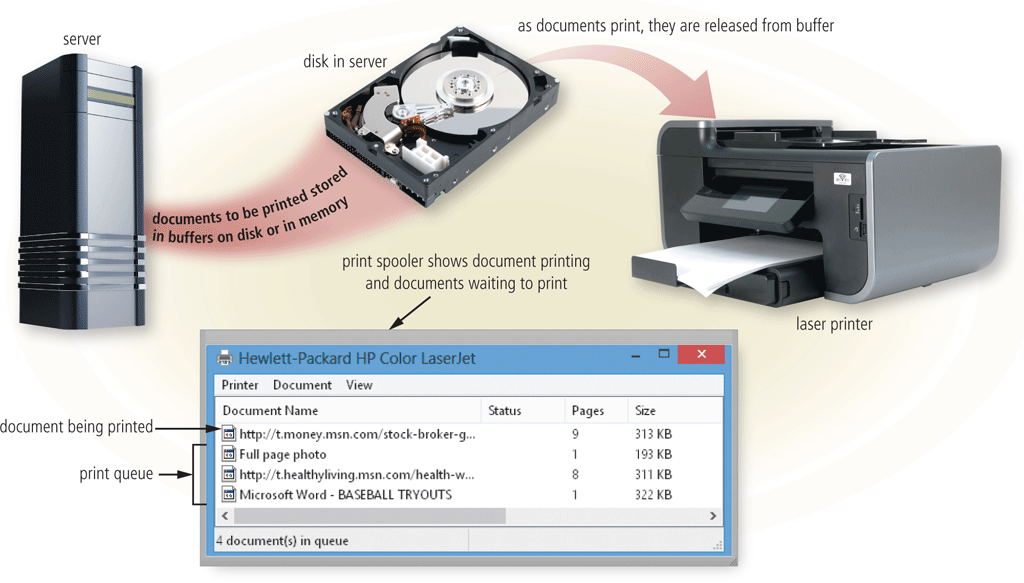 server
disk in server
as documents print, they are released from buffer
documents to be printed stored
in buffers on disk or in memory
print spooler shows document printing
and documents waiting to print
laser printer
Hewlett-Packard HP Color LaserJet
Printer Document View
Document Name Status Pages Size
document being printed
http://t.money.msn.com/stock-broker-g... 9 313 KB
Full page photo 1 193 KB
print queue
http://t.healthyliving.msn.com/health-w... 8 311 KB
Microsoft Word - BASEBALL TRYOUTS 1 322 KB
4 document(s) in queue